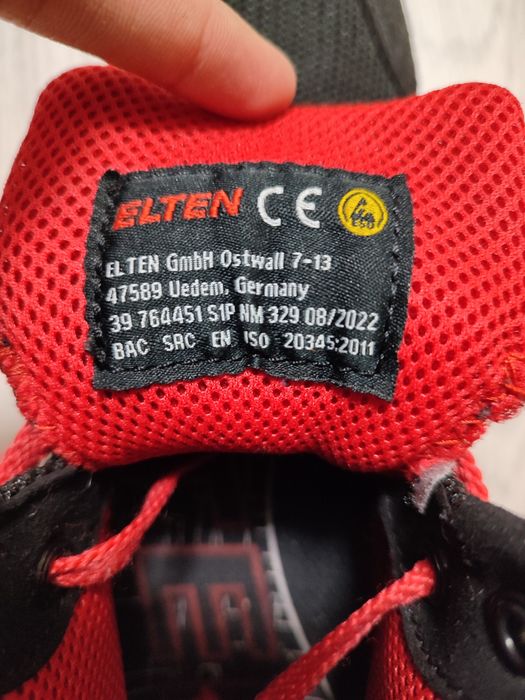 ELTEN CE ESD
ELTEN GmbH Ostwall 7-13
47589 Uedem, Germany
39 764451 S1P NM 329 08/2022
BAC SRC EN ISO 20345:2011